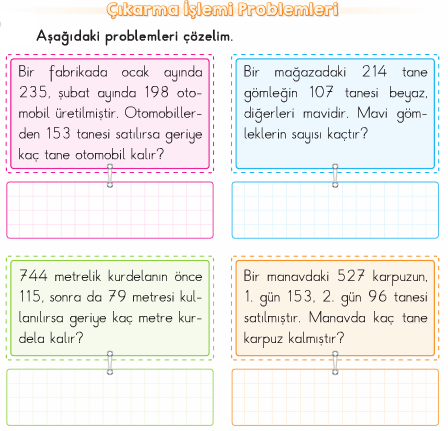 Çıkarma İşlemi Problemleri
Aşağıdaki problemleri çözelim.
Bir fabrikada ocak ayında
235, şubat ayında 198 oto-
mobil üretilmiştir. Otomobiller-
den 153 tanesi satılırsa geriye
kaç tane otomobil kalır?
Bir mağazadaki 214 tane
gömleğin 107 tanesi beyaz,
diğerleri mavidir. Mavi göm-
leklerin sayısı kaçtır?
744 metrelik kurdelanın önce
115, sonra da 79 metresi kul-
lanılırsa geriye kaç metre kur-
dela kalır?
Bir manavdaki 527 karpuzun,
1. gün 153, 2. gün 96 tanesi
satılmıştır. Manavda kaç tane
karpuz kalmıştır?